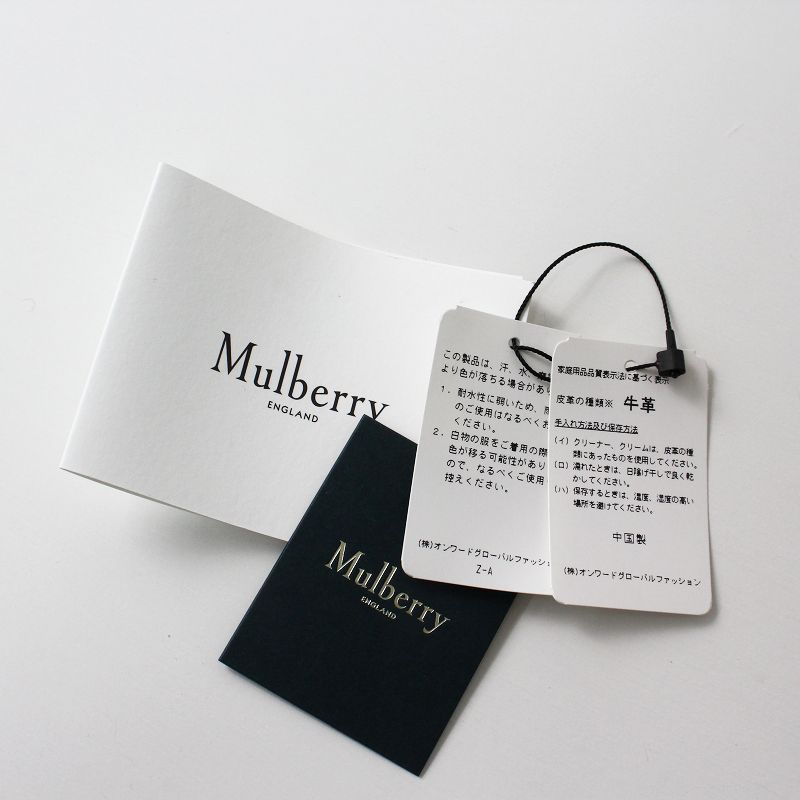 Mulberry
ENGLAND
Mulberry
ENGLAND
この製品は、汗、水、
より色が落ちる場合があ
1. 耐水性に弱いため、
のご使用はなるべくお
ください。
2. 白物の服をご着用の際
色が移る可能性があり
ので、なるべくご使用
控えください。
(株)オンワードグローバルファッショ
Z-A
家庭用品品質表示法に基づく表示
皮革の種類※ 牛革
手入れ方法及び保存方法
(イ) クリーナー、クリームは、皮革の種
類にあったものを使用してください。
(ロ) 濡れたときは、日陰げ干しで良く乾
かしてください。
(ハ) 保存するときは、温度、湿度の高い
場所を避けてください。
中国製
(株)オンワードグローバルファッション